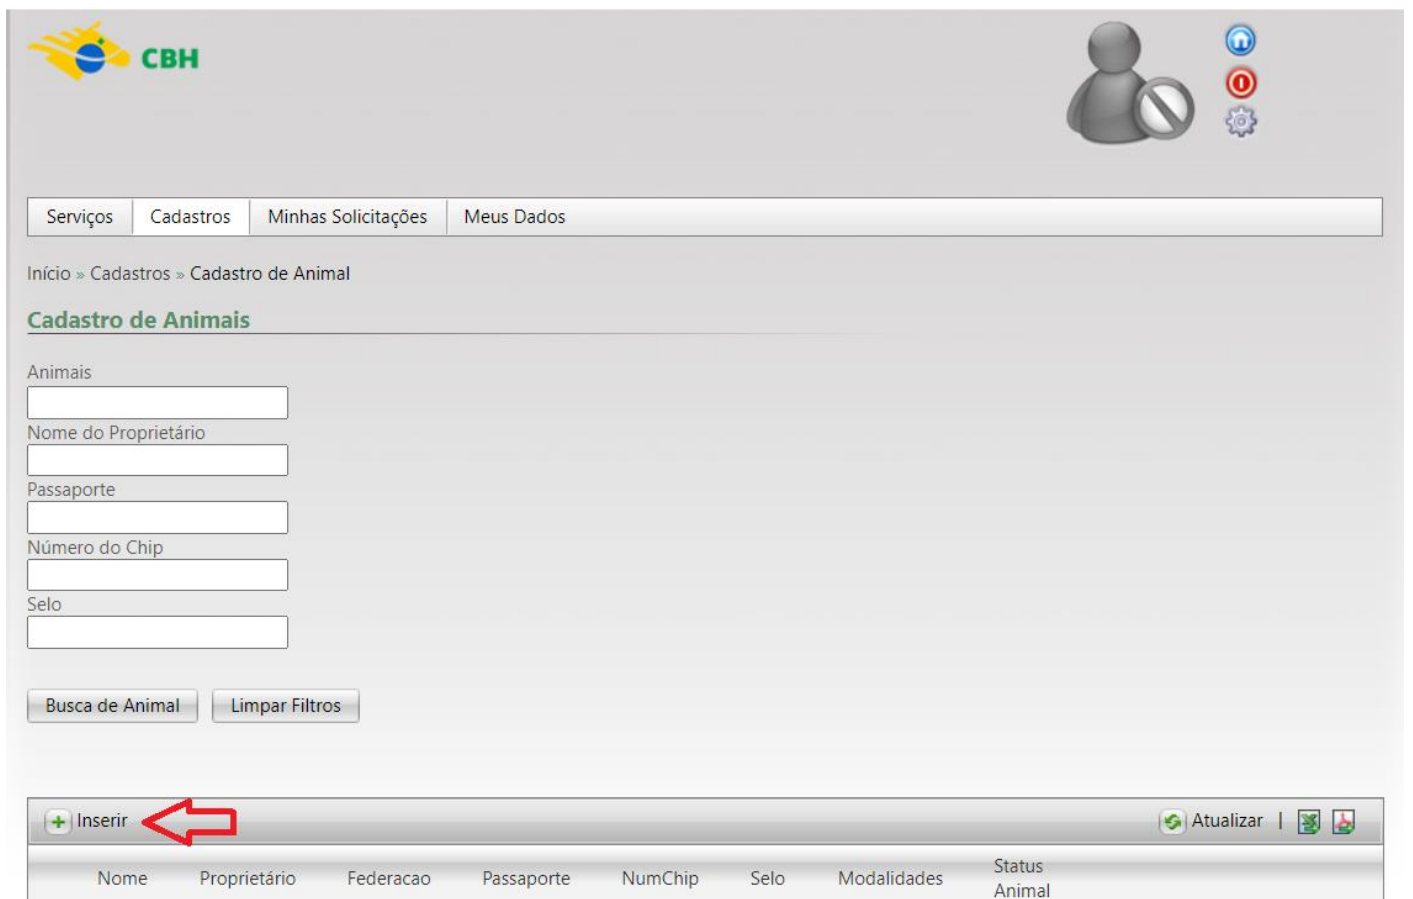 CBH
Serviços Cadastros Minhas Solicitações Meus Dados
Início » Cadastros » Cadastro de Animal
Cadastro de Animais
Animais
Nome do Proprietário
Passaporte
Número do Chip
Selo
Busca de Animal Limpar Filtros
Inserir Atualizar |
Nome Proprietário Federacao Passaporte NumChip Selo Modalidades Status
Animal